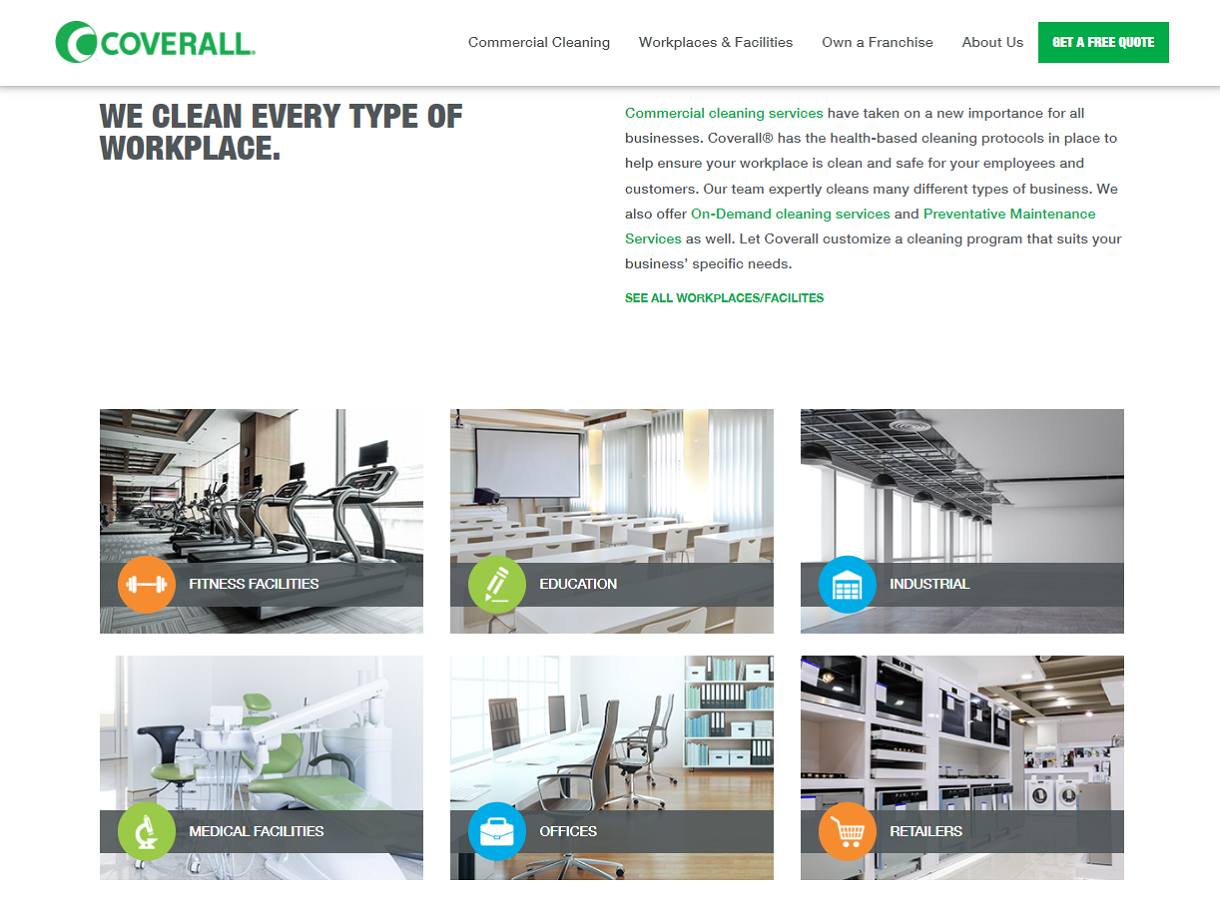 COVERALL®
Commercial Cleaning
Workplaces & Facilities
Own a Franchise
About Us
GET A FREE QUOTE
WE CLEAN EVERY TYPE OF
WORKPLACE.
Commercial cleaning services have taken on a new importance for all
businesses. Coverall® has the health-based cleaning protocols in place to
help ensure your workplace is clean and safe for your employees and
customers. Our team expertly cleans many different types of business. We
also offer On-Demand cleaning services and Preventative Maintenance
Services as well. Let Coverall customize a cleaning program that suits your
business’ specific needs.
SEE ALL WORKPLACES/FACILITES
FITNESS FACILITIES
EDUCATION
INDUSTRIAL
MEDICAL FACILITIES
OFFICES
RETAILERS